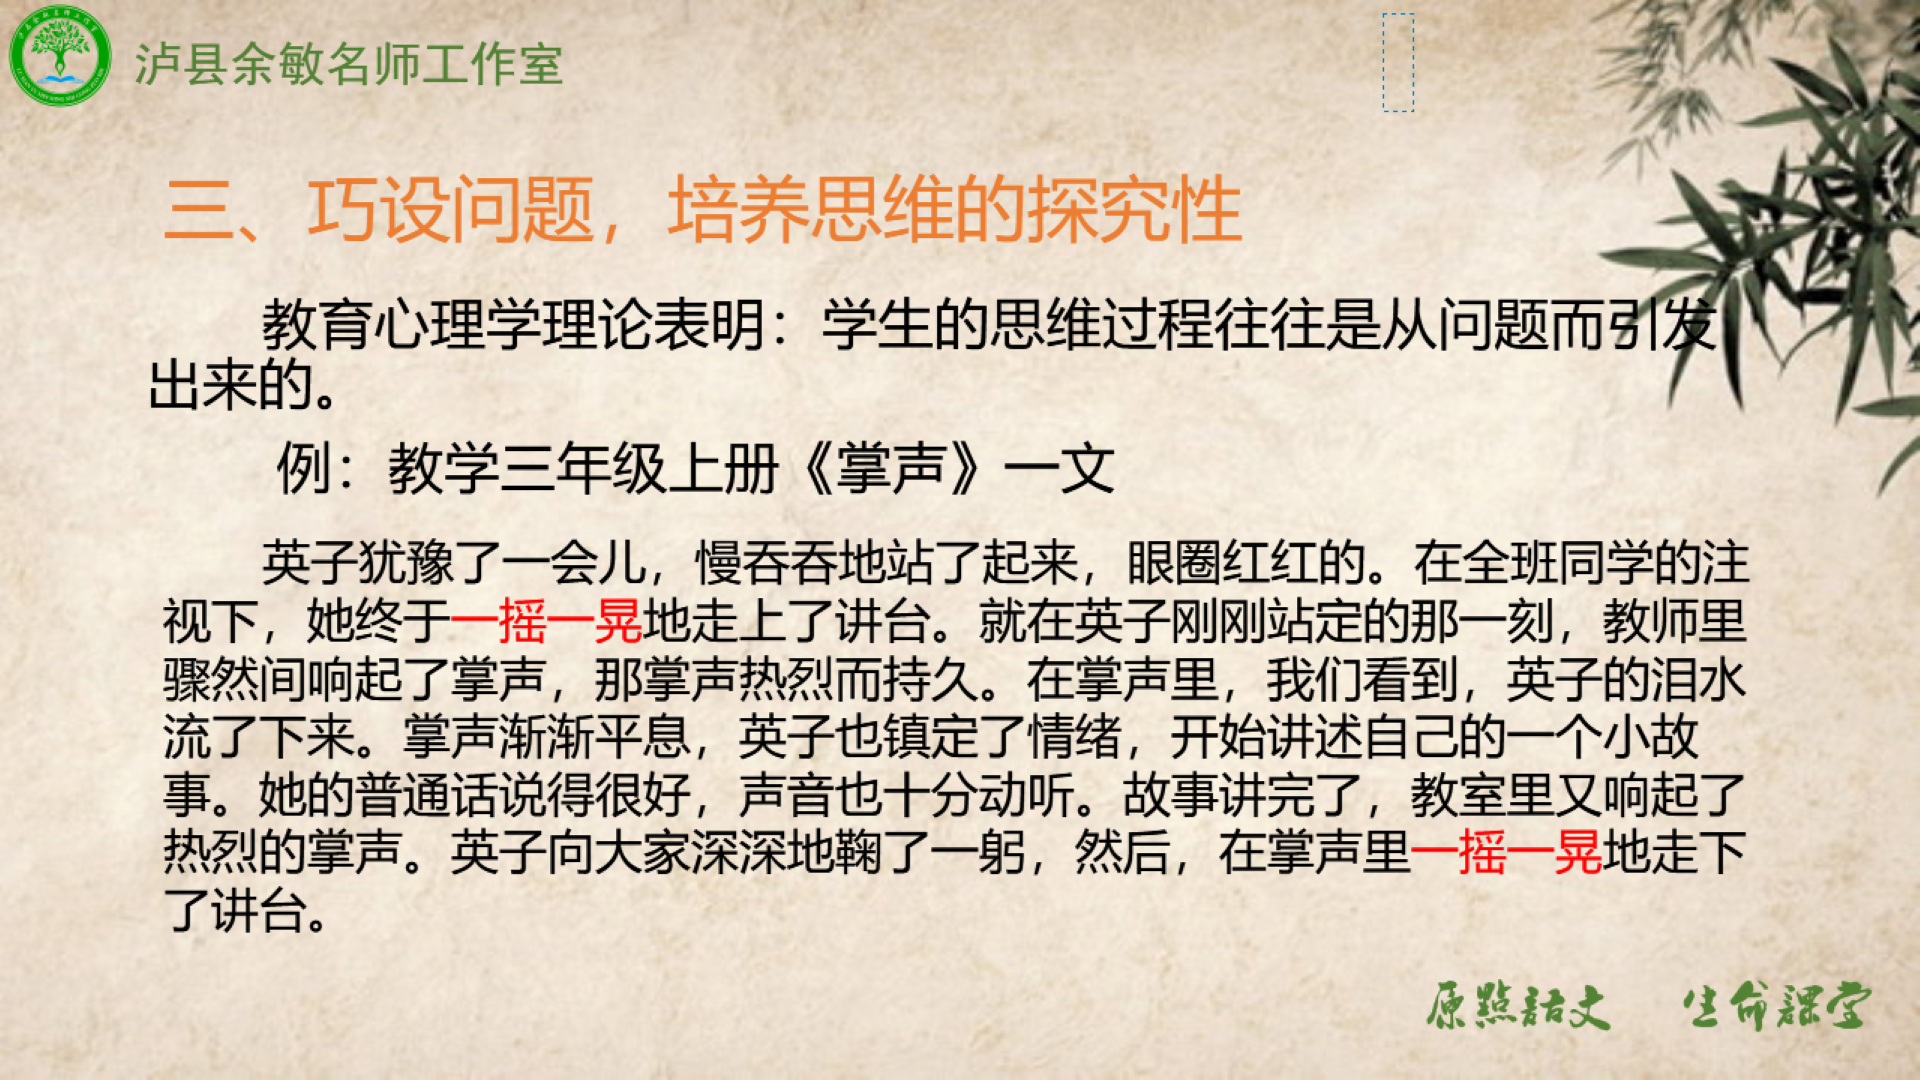 泸县余敏名师工作室
三、巧设问题，培养思维的探究性
教育心理学理论表明：学生的思维过程往往是从问题而引发
出来的。
例：教学三年级上册《掌声》一文
英子犹豫了一会儿，慢吞吞地站了起来，眼圈红红的。在全班同学的注
视下，她终于一摇一晃地走上了讲台。就在英子刚刚站定的那一刻，教师里
骤然间响起了掌声，那掌声热烈而持久。在掌声里，我们看到，英子的泪水
流了下来。掌声渐渐平息，英子也镇定了情绪，开始讲述自己的一个小故
事。她的普通话说得很好，声音也十分动听。故事讲完了，教室里又响起了
热烈的掌声。英子向大家深深地鞠了一躬，然后，在掌声里一摇一晃地走下
了讲台。
原點語文 生命課堂